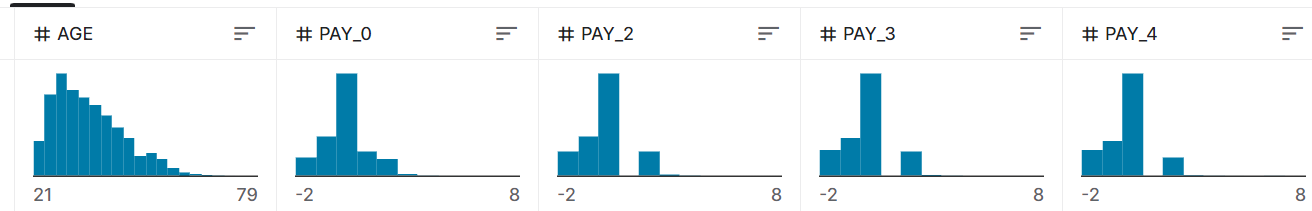 # AGE
# PAY_0
# PAY_2
# PAY_3
# PAY_4
21 79
-2 8
-2 8
-2 8
-2 8